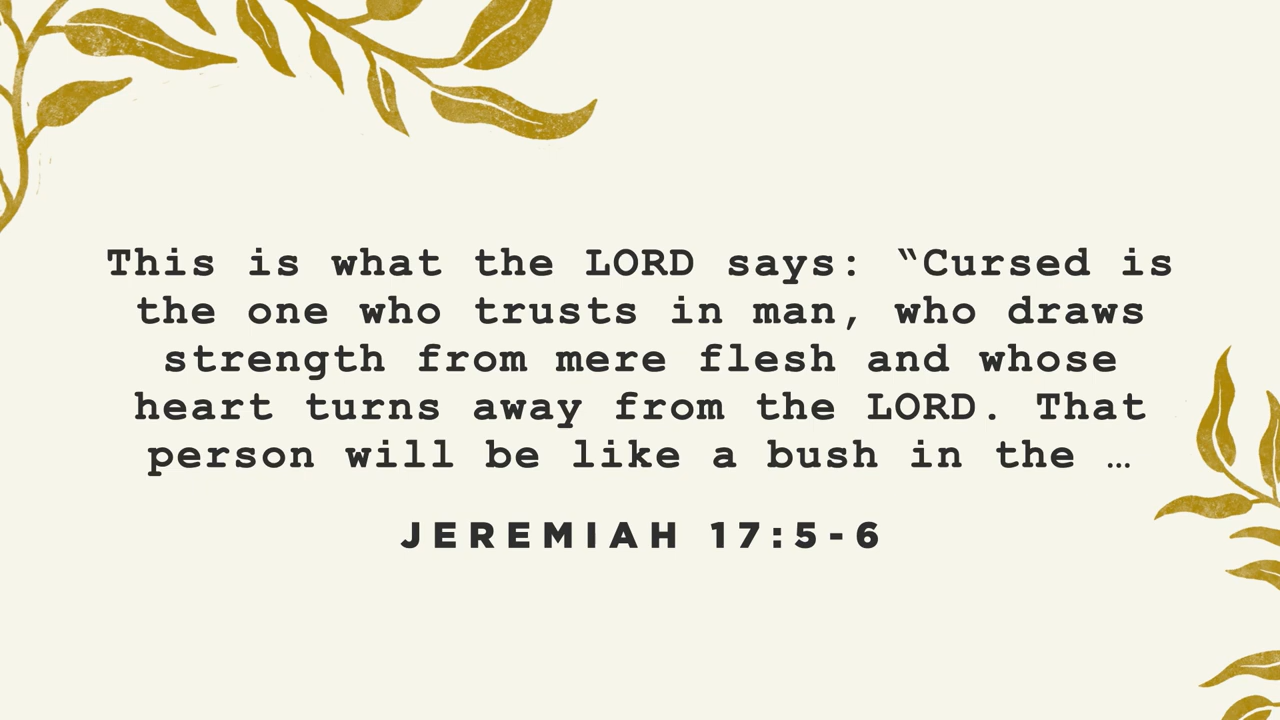 This is what the LORD says: “Cursed is
the one who trusts in man, who draws
strength from mere flesh and whose
heart turns away from the LORD. That
person will be like a bush in the …
JEREMIAH 17:5-6